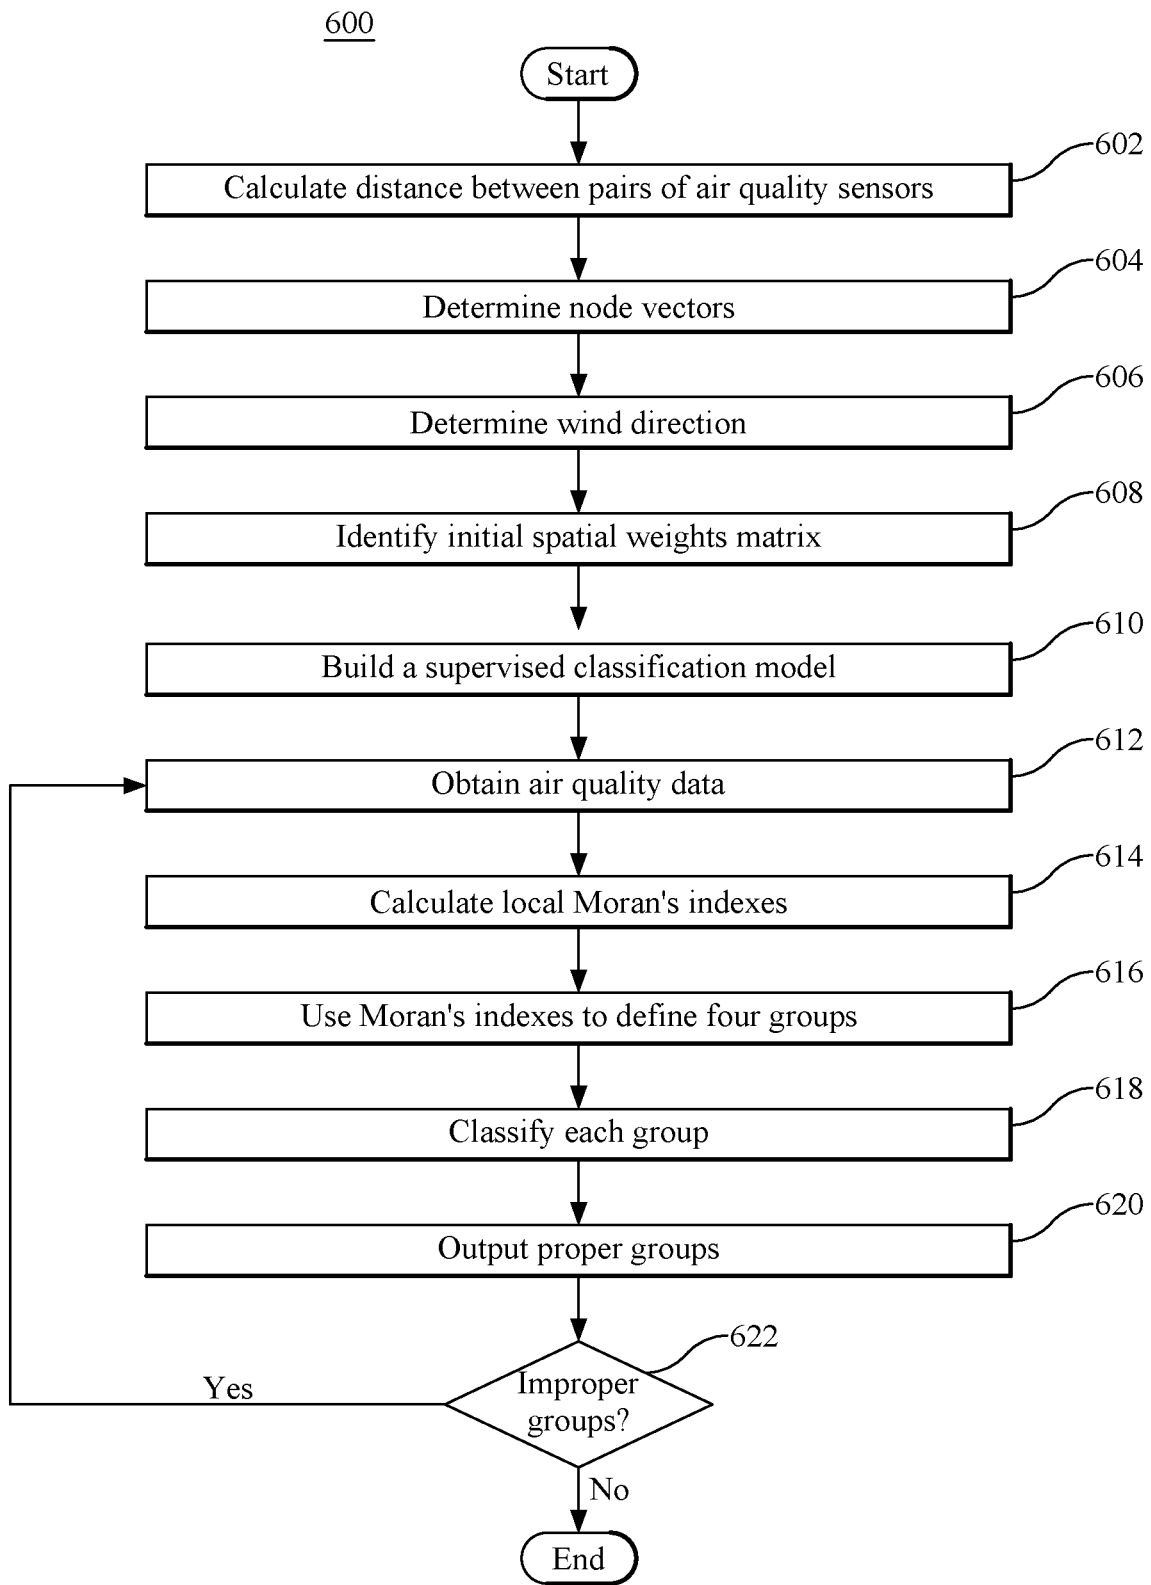 600
Start
602
Calculate distance between pairs of air quality sensors
604
Determine node vectors
606
Determine wind direction
608
Identify initial spatial weights matrix
610
Build a supervised classification model
612
Obtain air quality data
614
Calculate local Moran's indexes
616
Use Moran's indexes to define four groups
618
Classify each group
620
Output proper groups
622
Improper
groups?
Yes
No
End